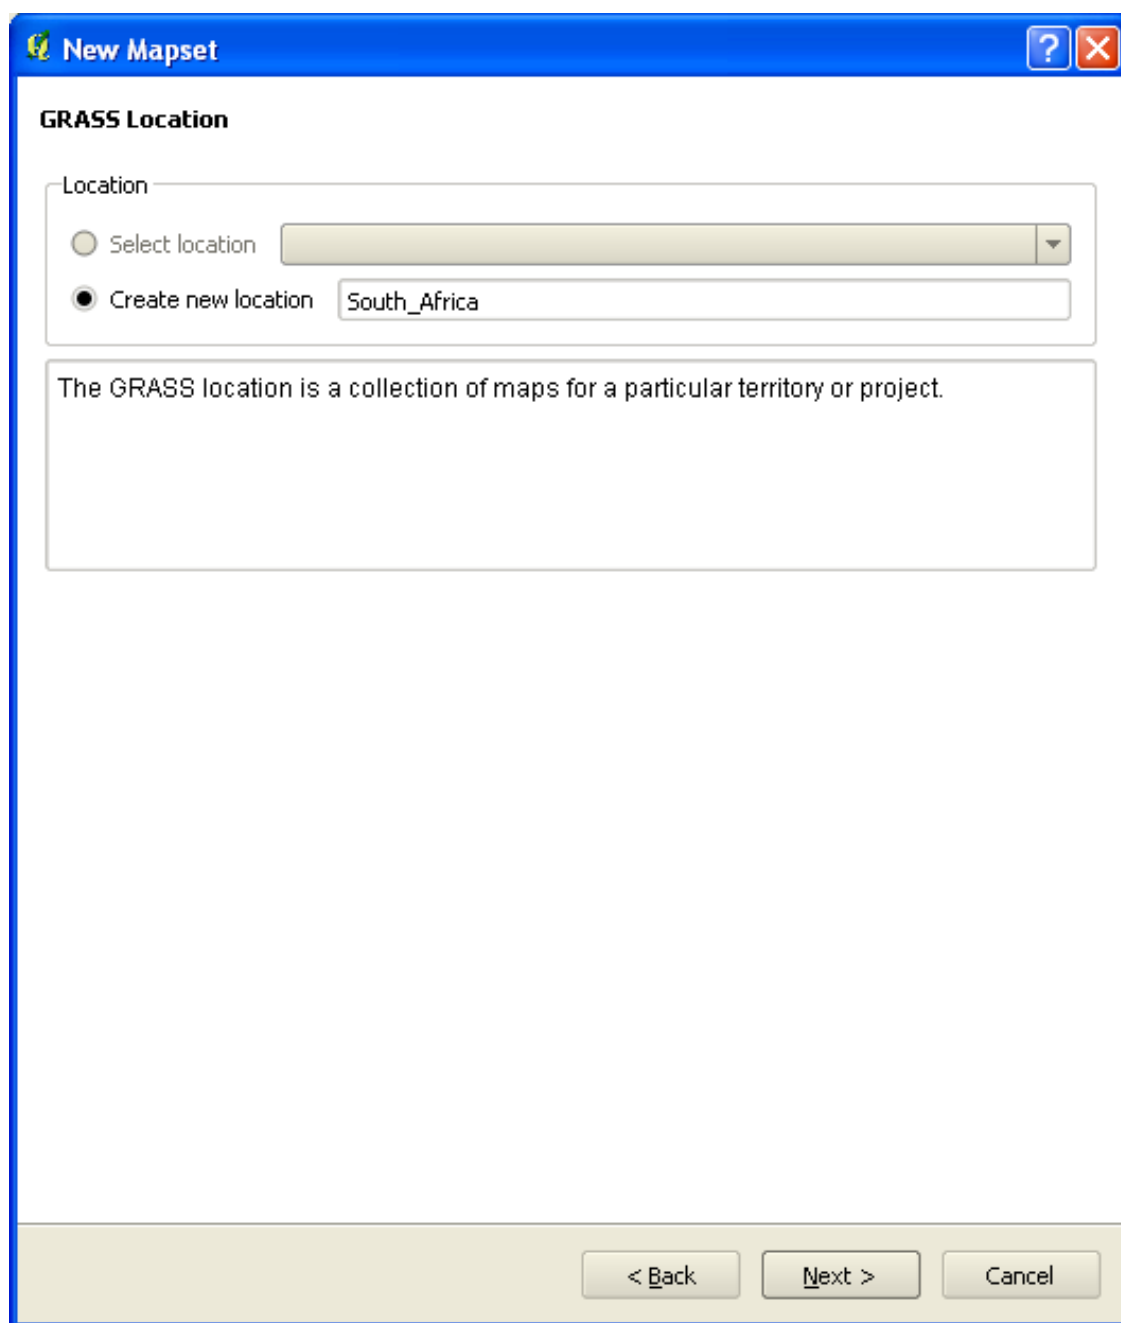 New Mapset
GRASS Location
Location
Select location
Create new location South_Africa
The GRASS location is a collection of maps for a particular territory or project.
< Back Next > Cancel